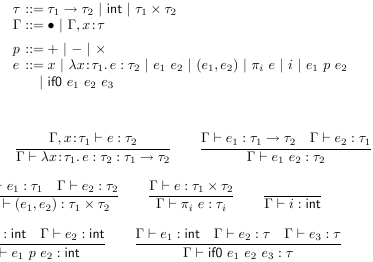 τ ::= τ₁ → τ₂ | int | τ₁ × τ₂
Γ ::= • | Γ, x:τ
p ::= + | − | ×
e ::= x | λx:τ₁. e : τ₂ | e₁ e₂ | (e₁, e₂) | πᵢ e | i | e₁ p e₂
| if0 e₁ e₂ e₃
Γ, x:τ₁ ⊢ e : τ₂    Γ ⊢ e₁ : τ₁ → τ₂    Γ ⊢ e₂ : τ₁
Γ ⊢ λx:τ₁. e : τ₂ : τ₁ → τ₂    Γ ⊢ e₁ e₂ : τ₂
⊢ e₁ : τ₁    Γ ⊢ e₂ : τ₂    Γ ⊢ e : τ₁ × τ₂
⊢ (e₁, e₂) : τ₁ × τ₂    Γ ⊢ πᵢ e : τᵢ    Γ ⊢ i : int
: int    Γ ⊢ e₂ : int    Γ ⊢ e₁ : int    Γ ⊢ e₂ : τ    Γ ⊢ e₃ : τ
⊢ e₁ p e₂ : int    Γ ⊢ if0 e₁ e₂ e₃ : τ